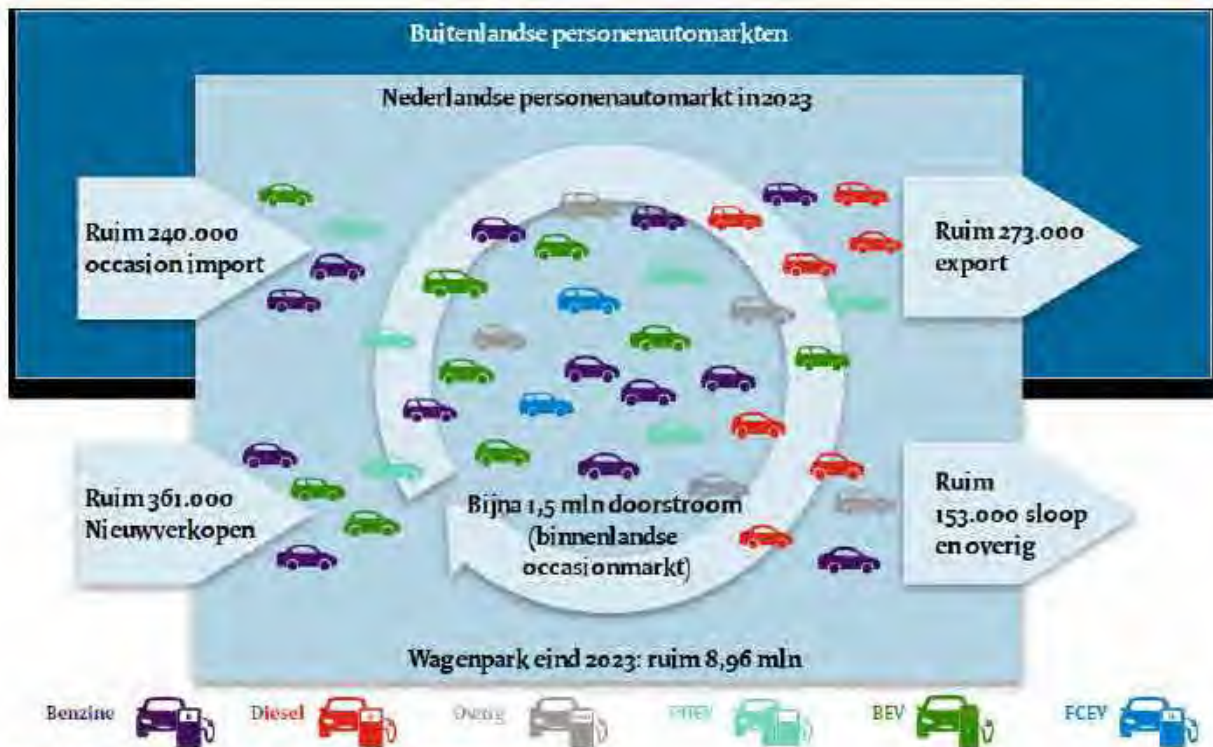 Buitenlandse personenautomarkten
Nederlandse personenautomarkt in 2023
Ruim 240.000
occasion import
Ruim 273.000
export
Ruim 361.000
Nieuwverkopen
Bijna 1,5 mln doorstroom
(binnenlandse
occasionmarkt)
Ruim
153.000 sloop
en overig
Wagenpark eind 2023: ruim 8,96 mln
Benzine
Diesel
Overig
PHEV
BEV
FCEV